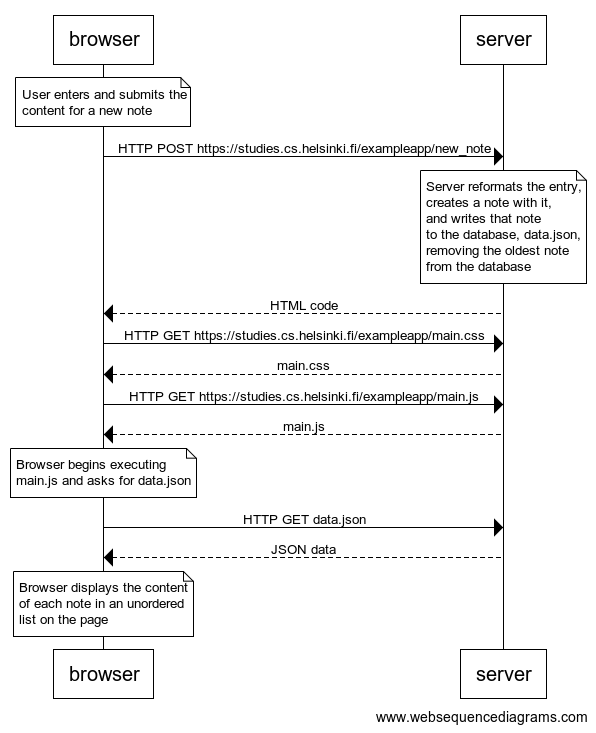 browser
server
User enters and submits the
content for a new note
HTTP POST https://studies.cs.helsinki.fi/exampleapp/new_note
Server reformats the entry,
creates a note with it,
and writes that note
to the database, data.json,
removing the oldest note
from the database
HTML code
HTTP GET https://studies.cs.helsinki.fi/exampleapp/main.css
main.css
HTTP GET https://studies.cs.helsinki.fi/exampleapp/main.js
main.js
Browser begins executing
main.js and asks for data.json
HTTP GET data.json
JSON data
Browser displays the content
of each note in an unordered
list on the page
browser
server
www.websequencediagrams.com